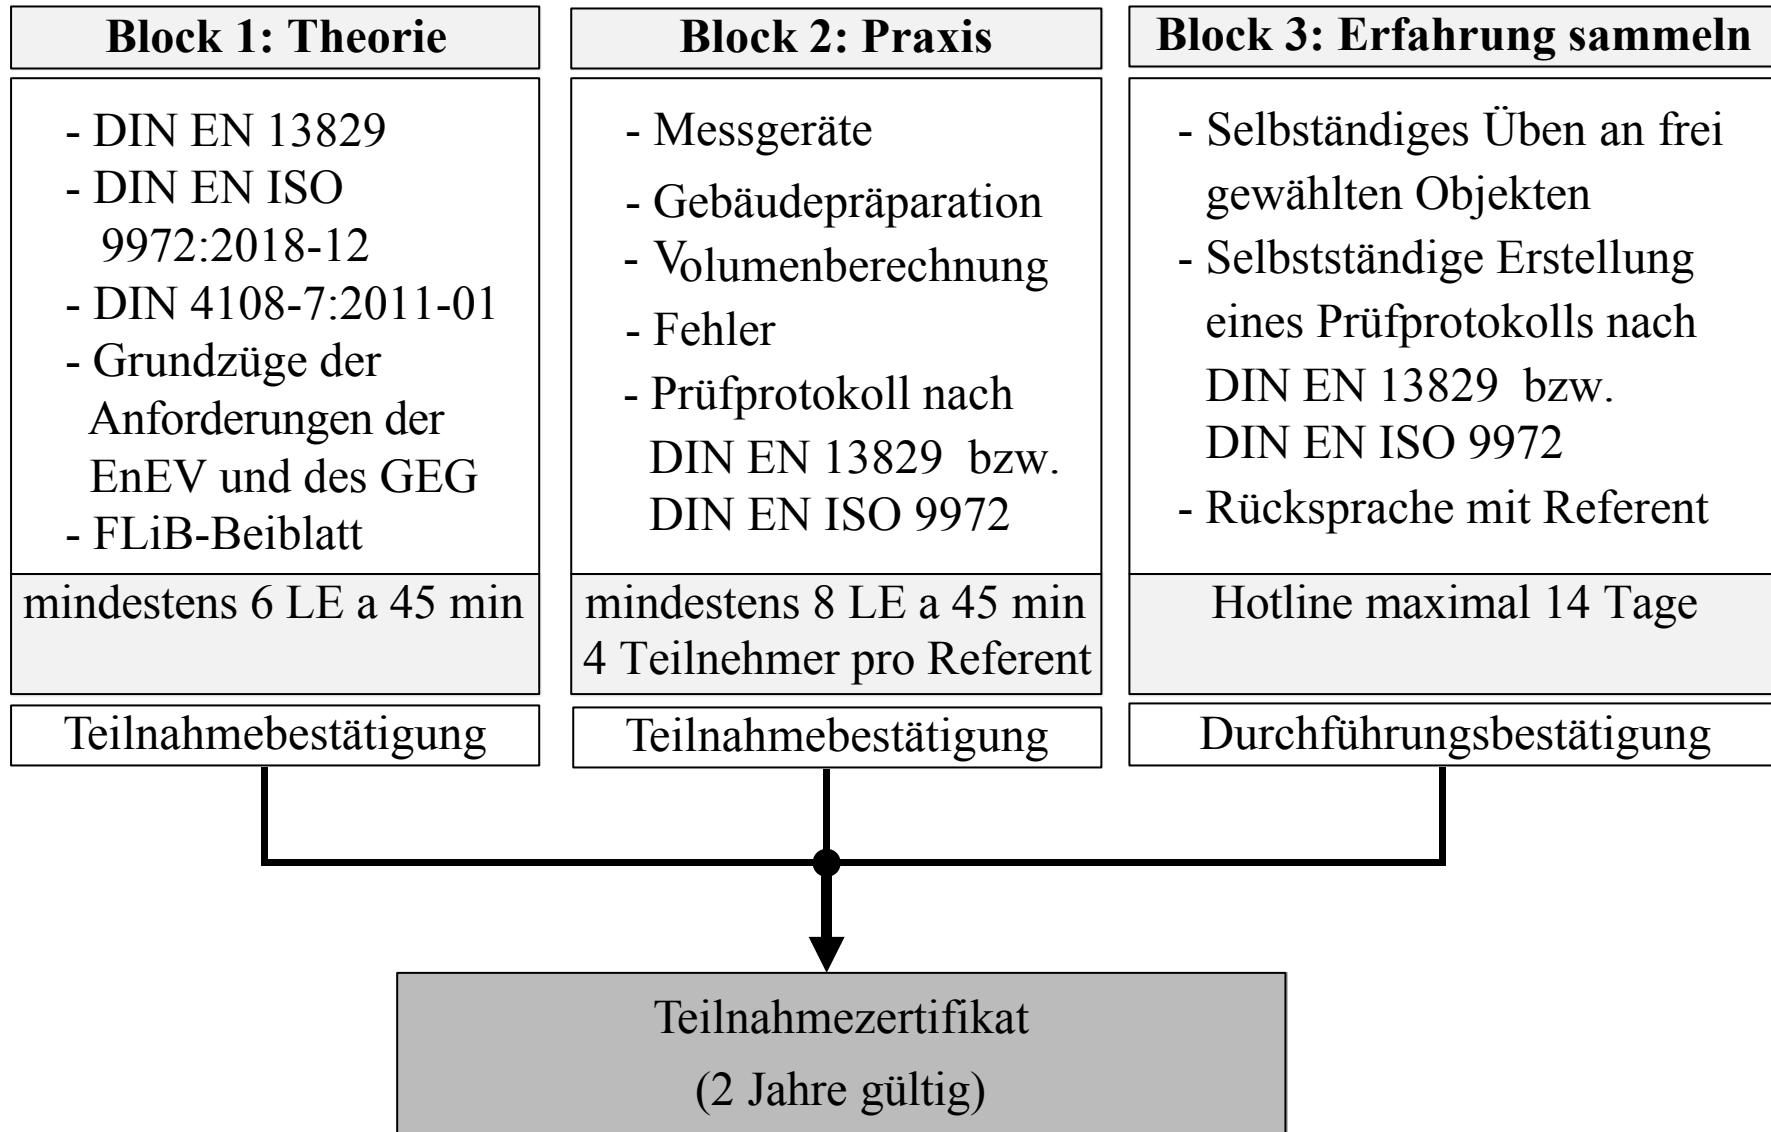 Block 1: Theorie
- DIN EN 13829
- DIN EN ISO
9972:2018-12
- DIN 4108-7:2011-01
- Grundzüge der
Anforderungen der
EnEV und des GEG
- FLiB-Beiblatt
mindestens 6 LE a 45 min
Teilnahmebestätigung
Block 2: Praxis
- Messgeräte
- Gebäudepräparation
- Volumenberechnung
- Fehler
- Prüfprotokoll nach
DIN EN 13829 bzw.
DIN EN ISO 9972
mindestens 8 LE a 45 min
4 Teilnehmer pro Referent
Teilnahmebestätigung
Block 3: Erfahrung sammeln
- Selbständiges Üben an frei
gewählten Objekten
- Selbstständige Erstellung
eines Prüfprotokolls nach
DIN EN 13829 bzw.
DIN EN ISO 9972
- Rücksprache mit Referent
Hotline maximal 14 Tage
Durchführungsbestätigung
Teilnahmezertifikat
(2 Jahre gültig)